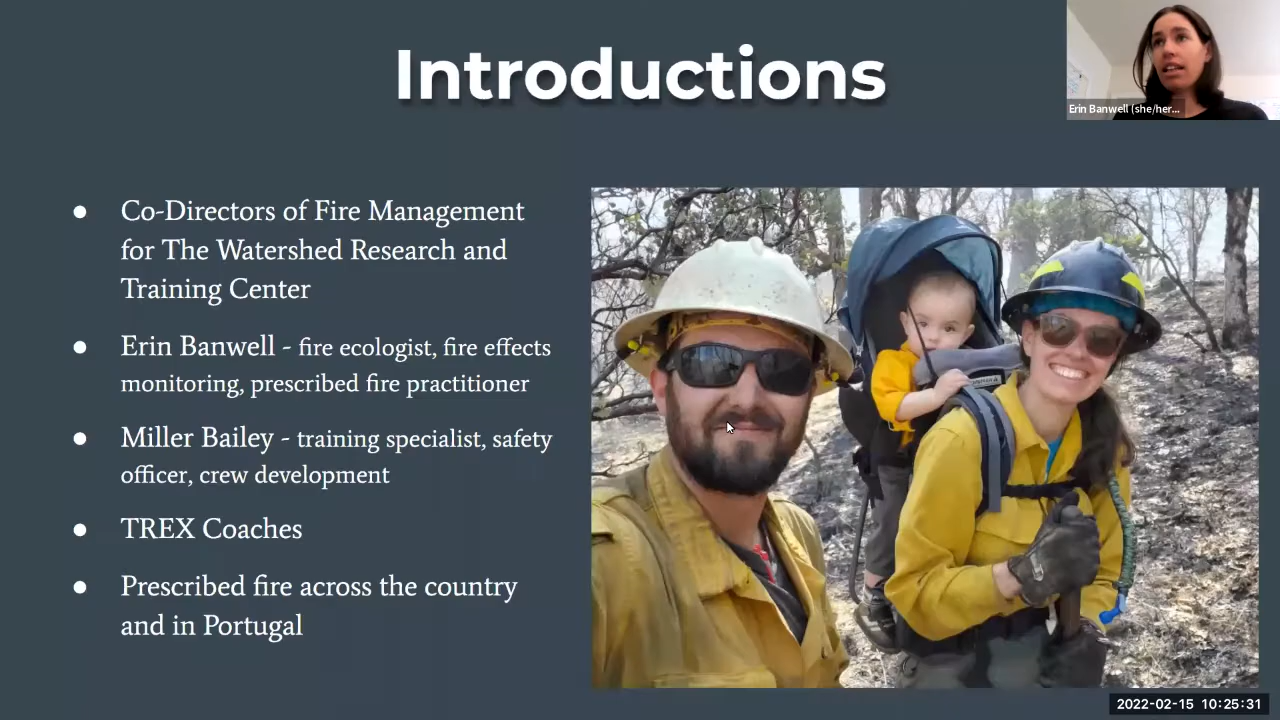 Introductions
Erin Banwell (she/her...
● Co-Directors of Fire Management
for The Watershed Research and
Training Center
● Erin Banwell - fire ecologist, fire effects
monitoring, prescribed fire practitioner
● Miller Bailey - training specialist, safety
officer, crew development
● TREX Coaches
● Prescribed fire across the country
and in Portugal
2022-02-15 10:25:31